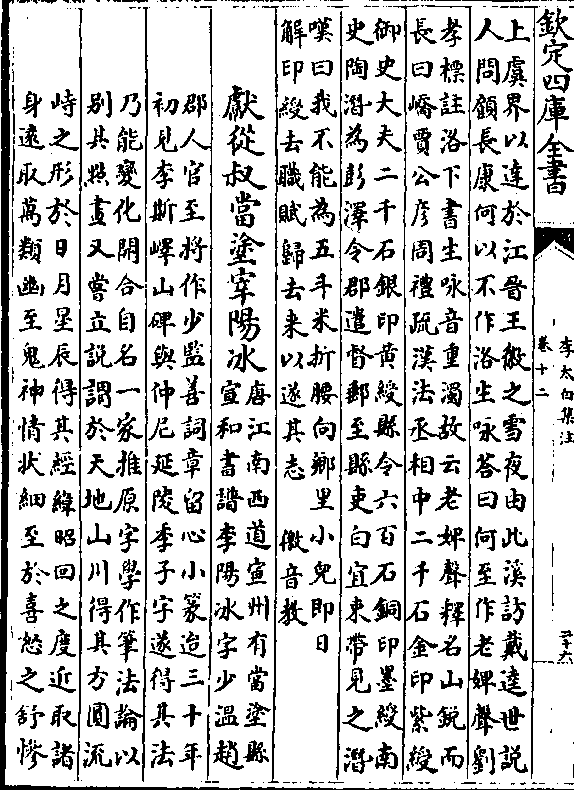 欽定四庫全書
李太白集注
卷十二
二十六
上虞界以達於江晉王徽之雪夜由此溪訪戴逵世說
人問顧長康何以不作洛生咏荅曰何至作老婢聲劉
孝標註洛下書生咏音重濁故云老婢聲釋名山銳而
長曰嶠賈公彦周禮疏漢法丞相中二千石金印紫綬
御史大夫二千石銀印黄綬縣令六百石銅印墨綬南
史陶潛為彭澤令郡遣督郵至縣吏白宜束帶見之潛
嘆曰我不能為五斗米折腰向鄉里小兒即日
解印綬去職賦歸去来以遂其志　徼音教
獻從叔當塗宰陽冰
唐江南西道宣州有當塗縣
宣和書譜李陽冰字少温趙
郡人官至將作少監善詞章留心小篆迨三十年
初見李斯嶧山碑與仲尼延陵季子字遂得其法
乃能變化開合自名一家推原字學作筆法論以
别其㸃畫又嘗立說謂於天地山川得其方圓流
峙之形於日月星辰得其經緯昭回之度近取諸
身遠取萬類幽至鬼神情狀細至於喜怒之舒慘